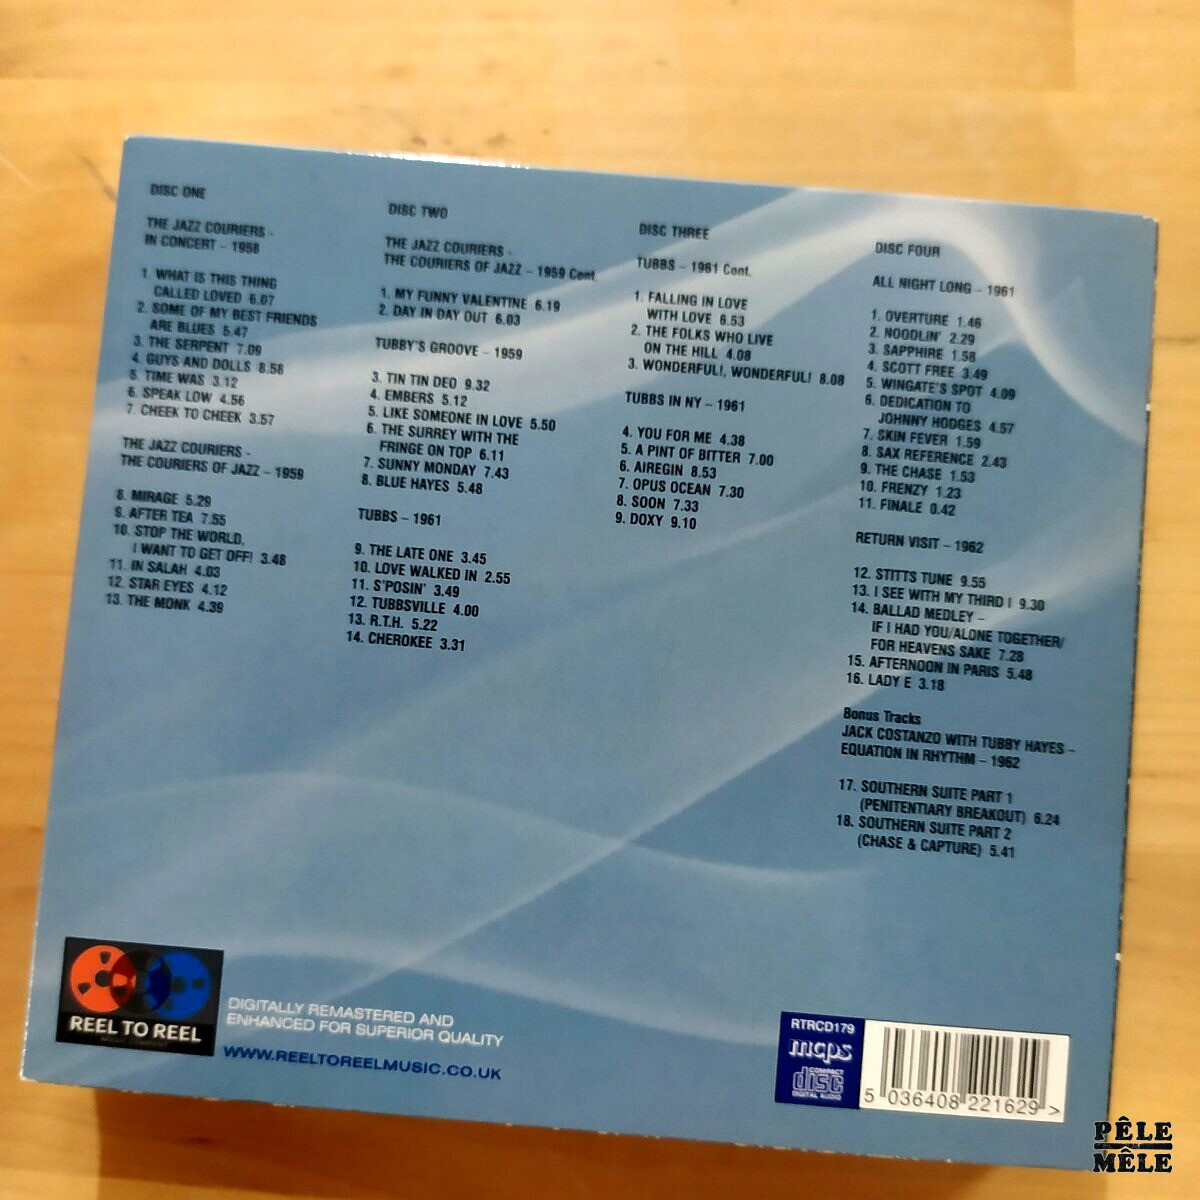 DISC ONE
THE JAZZ COURIERS -
IN CONCERT – 1958
1. WHAT IS THIS THING
CALLED LOVED 6.07
2. SOME OF MY BEST FRIENDS
ARE BLUES 5.47
3. THE SERPENT 7.09
4. GUYS AND DOLLS 8.58
5. TIME WAS 3.12
6. SPEAK LOW 4.56
7. CHEEK TO CHEEK 3.57
THE JAZZ COURIERS -
THE COURIERS OF JAZZ – 1959
8. MIRAGE 5.29
9. AFTER TEA 7.55
10. STOP THE WORLD,
I WANT TO GET OFF! 3.48
11. IN SALAH 4.03
12. STAR EYES 4.12
13. THE MONK 4.39
DISC TWO
THE JAZZ COURIERS -
THE COURIERS OF JAZZ – 1959 Cont.
1. MY FUNNY VALENTINE 6.19
2. DAY IN DAY OUT 6.03
TUBBY'S GROOVE – 1959
3. TIN TIN DEO 9.32
4. EMBERS 5.12
5. LIKE SOMEONE IN LOVE 5.50
6. THE SURREY WITH THE
FRINGE ON TOP 6.11
7. SUNNY MONDAY 7.43
8. BLUE HAYES 5.48
TUBBS – 1961
9. THE LATE ONE 3.45
10. LOVE WALKED IN 2.55
11. S'POSIN' 3.49
12. TUBBSVILLE 4.00
13. R.T.H. 5.22
14. CHEROKEE 3.31
DISC THREE
TUBBS – 1961 Cont.
1. FALLING IN LOVE
WITH LOVE 6.53
2. THE FOLKS WHO LIVE
ON THE HILL 4.08
3. WONDERFUL!, WONDERFUL! 8.08
TUBBS IN NY – 1961
4. YOU FOR ME 4.38
5. A PINT OF BITTER 7.00
6. AIREGIN 8.53
7. OPUS OCEAN 7.30
8. SOON 7.33
9. DOXY 9.10
DISC FOUR
ALL NIGHT LONG – 1961
1. OVERTURE 1.46
2. NOODLIN' 2.29
3. SAPPHIRE 1.58
4. SCOTT FREE 3.49
5. WINGATE'S SPOT 4.09
6. DEDICATION TO
JOHNNY HODGES 4.57
7. SKIN FEVER 1.59
8. SAX REFERENCE 2.43
9. THE CHASE 1.53
10. FRENZY 1.23
11. FINALE 0.42
RETURN VISIT – 1962
12. STITTS TUNE 9.55
13. I SEE WITH MY THIRD I 9.30
14. BALLAD MEDLEY –
IF I HAD YOU/ALONE TOGETHER/
FOR HEAVENS SAKE 7.28
15. AFTERNOON IN PARIS 5.48
16. LADY E 3.18
Bonus Tracks
JACK COSTANZO WITH TUBBY HAYES –
EQUATION IN RHYTHM – 1962
17. SOUTHERN SUITE PART 1
(PENITENTIARY BREAKOUT) 6.24
18. SOUTHERN SUITE PART 2
(CHASE & CAPTURE) 5.41
REEL TO REEL
MUSIC COMPANY
DIGITALLY REMASTERED AND
ENHANCED FOR SUPERIOR QUALITY
WWW.REELTOREELMUSIC.CO.UK
RTRCD179
mcps
COMPACT
disc
DIGITAL AUDIO
5 036408 221629 >
PÊLE
MÊLE